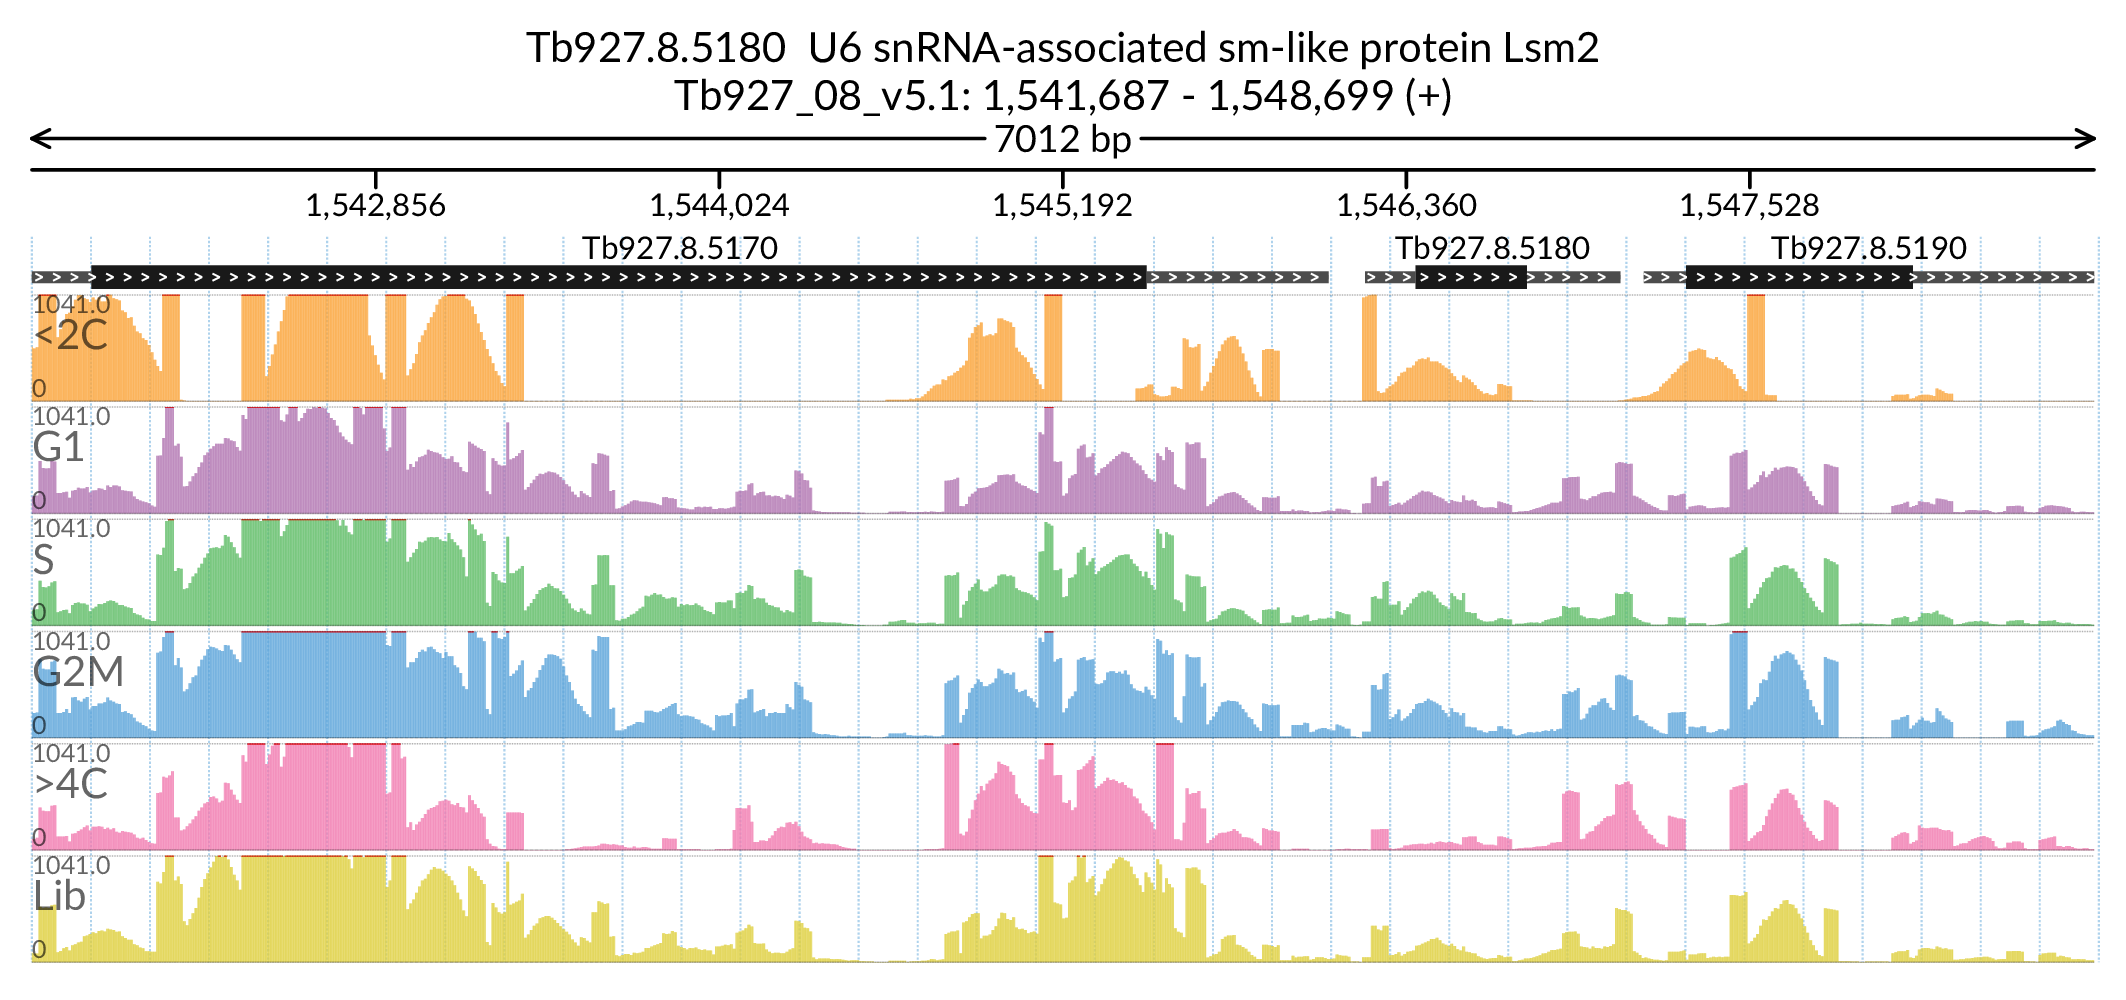 Tb927.8.5180  U6 snRNA-associated sm-like protein Lsm2
Tb927_08_v5.1: 1,541,687 - 1,548,699 (+)
7012 bp
1,542,856 1,544,024 1,545,192 1,546,360 1,547,528
Tb927.8.5170 Tb927.8.5180 Tb927.8.5190
1041.0
<2C
0
1041.0
G1
0
1041.0
S
0
1041.0
G2M
0
1041.0
>4C
0
1041.0
Lib
0